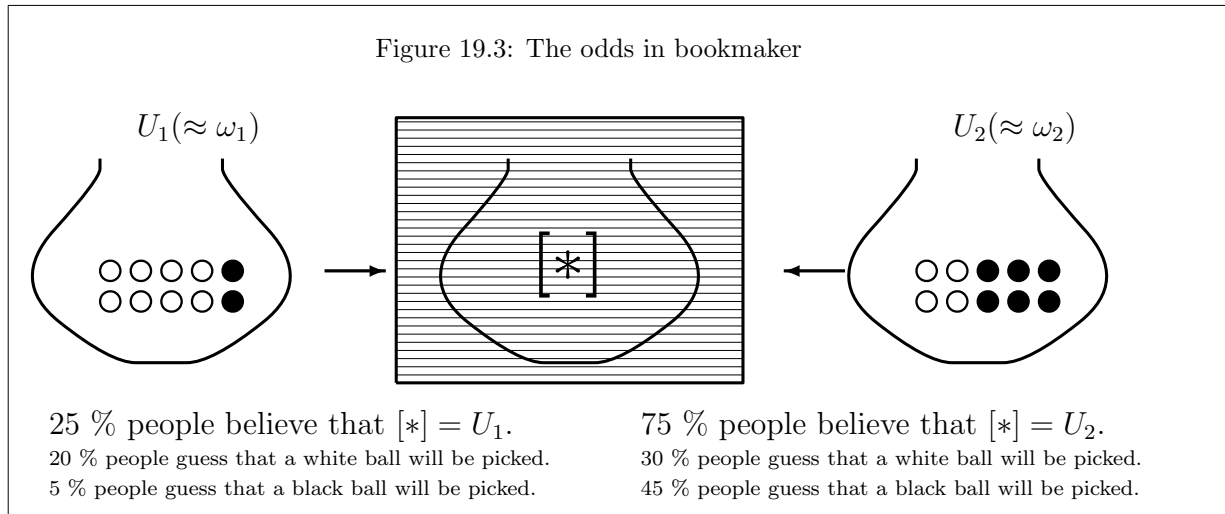 Figure 19.3: The odds in bookmaker
U₁(≈ ω₁)
U₂(≈ ω₂)
[∗]
25 % people believe that [∗] = U₁.
20 % people guess that a white ball will be picked.
5 % people guess that a black ball will be picked.
75 % people believe that [∗] = U₂.
30 % people guess that a white ball will be picked.
45 % people guess that a black ball will be picked.